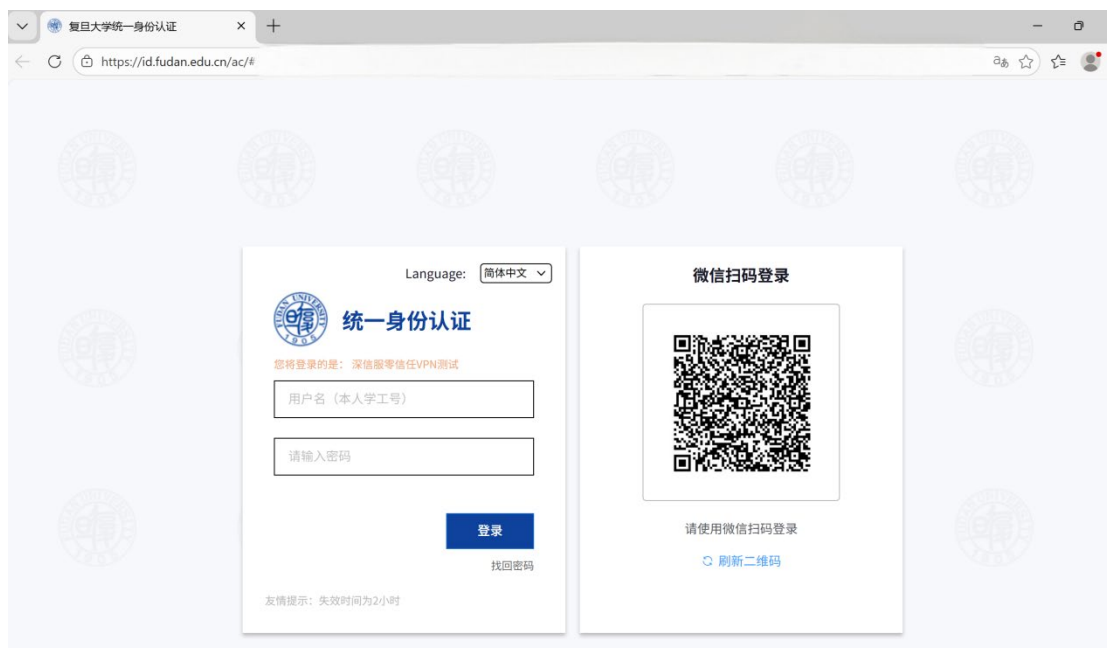 复旦大学统一身份认证
https://id.fudan.edu.cn/ac/#
Language: 简体中文
FUDAN UNIVERSITY
1905
统一身份认证
您将登录的是： 深信服零信任VPN测试
用户名（本人学工号）
请输入密码
登录
找回密码
友情提示：失效时间为2小时
微信扫码登录
请使用微信扫码登录
刷新二维码